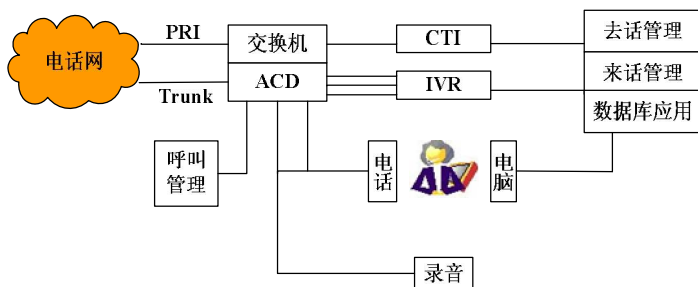 PRI
交换机
CTI
去话管理
电话网
来话管理
Trunk
ACD
IVR
数据库应用
呼叫
管理
电话
电脑
录音